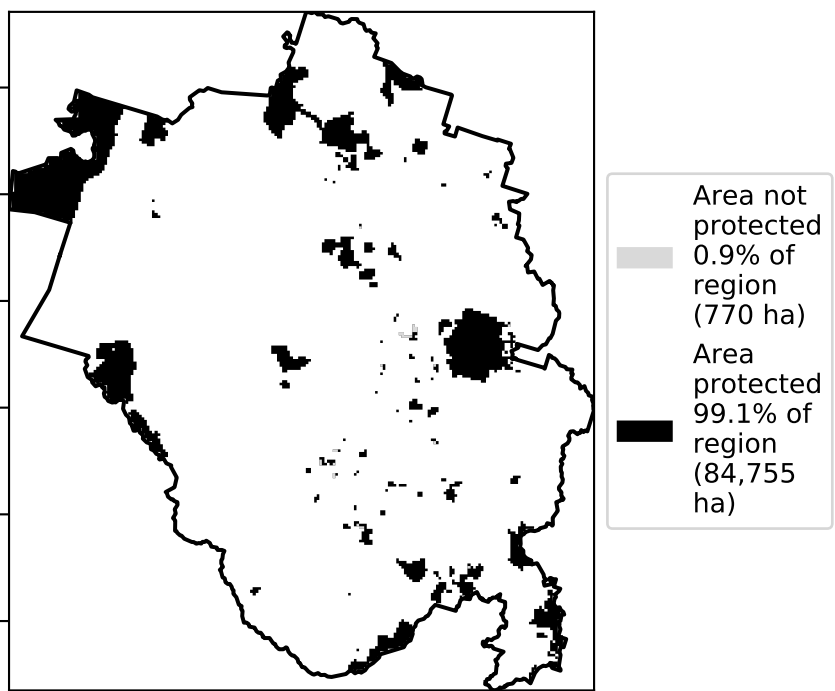 Area not
protected
0.9% of
region
(770 ha)
Area
protected
99.1% of
region
(84,755
ha)